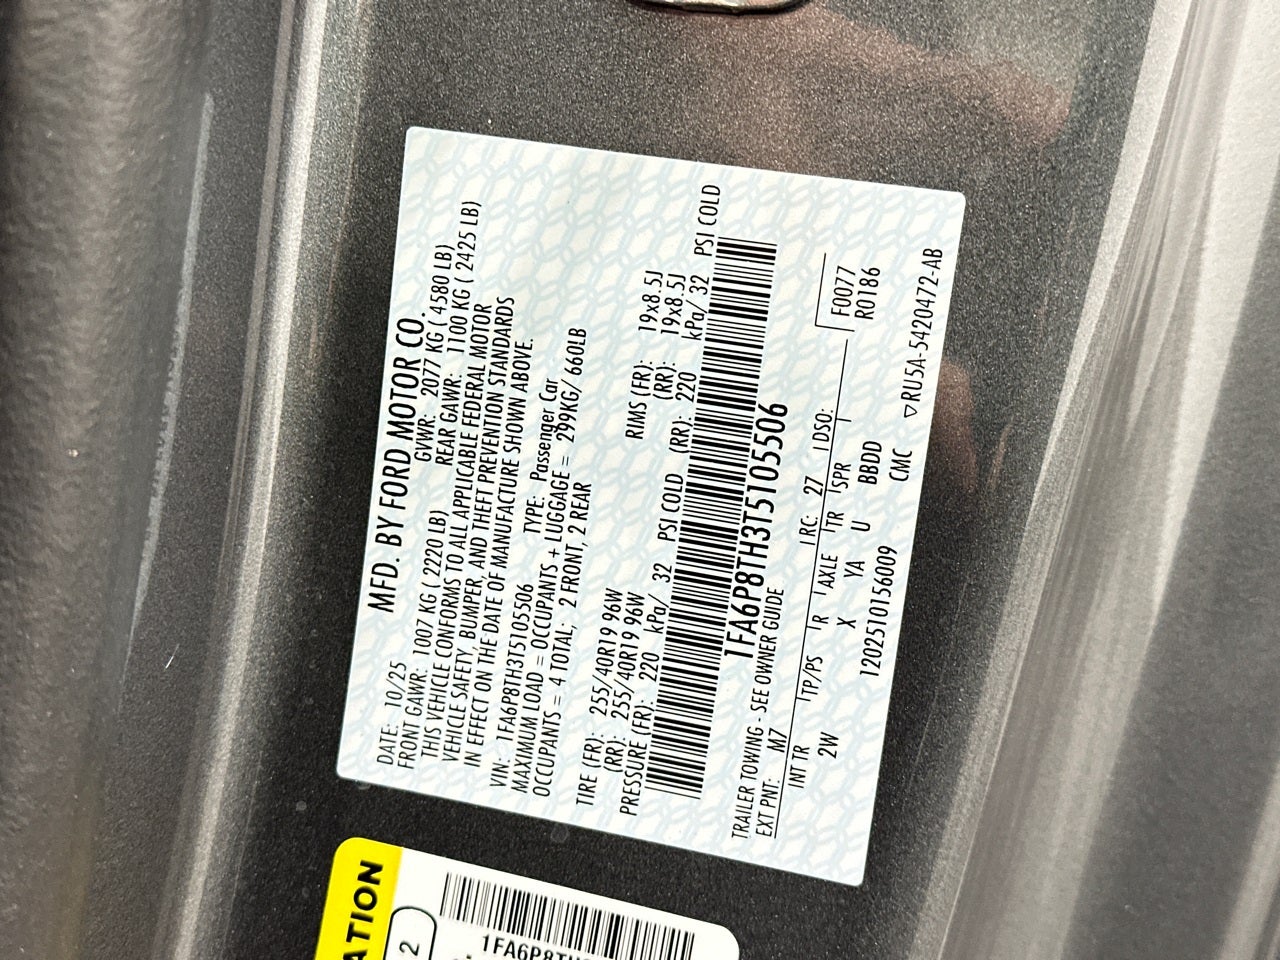 MFD. BY FORD MOTOR CO.
DATE: 10/25 GVWR: 2077 KG ( 4580 LB)
FRONT GAWR: 1007 KG ( 2220 LB) REAR GAWR: 1100 KG ( 2425 LB)
THIS VEHICLE CONFORMS TO ALL APPLICABLE FEDERAL MOTOR
VEHICLE SAFETY, BUMPER, AND THEFT PREVENTION STANDARDS
IN EFFECT ON THE DATE OF MANUFACTURE SHOWN ABOVE.
VIN: 1FA6P8TH3T5105506 TYPE: Passenger Car
MAXIMUM LOAD = OCCUPANTS + LUGGAGE = 299KG/ 660LB
OCCUPANTS = 4 TOTAL; 2 FRONT, 2 REAR
TIRE (FR): 255/40R19 96W RIMS (FR): 19x8.5J
(RR): 255/40R19 96W (RR): 19x8.5J
PRESSURE (FR): 220 kPa/ 32 PSI COLD (RR): 220 kPa/ 32 PSI COLD
1FA6P8TH3T5105506
TRAILER TOWING - SEE OWNER GUIDE
EXT PNT: M7 RC: 27 DSO: F0077
INT TR TP/PS R AXLE TR SPR R0186
2W X YA U BBDD
1202510156009 CMC ▽RU5A-5420472-AB
ATION
2
1FA6P8TH